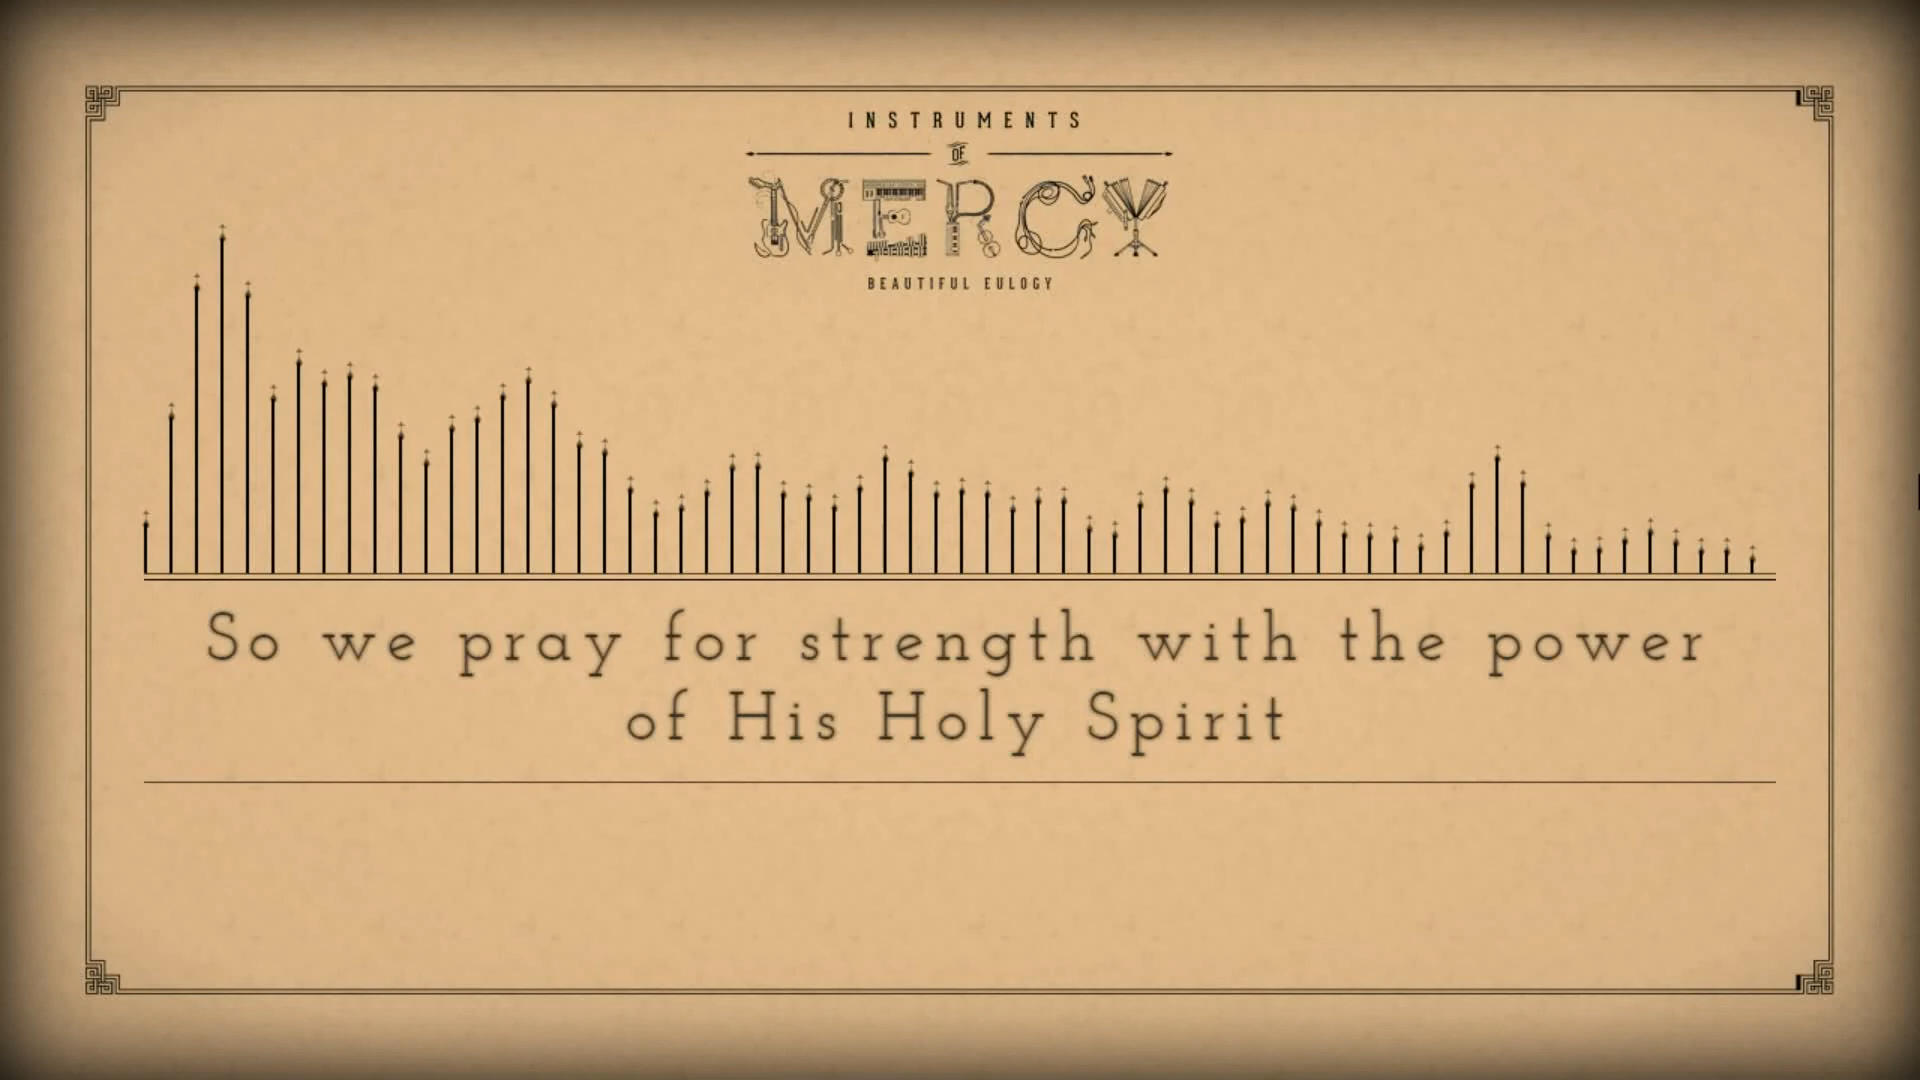 INSTRUMENTS
OF
MERCY
BEAUTIFUL EULOGY
So we pray for strength with the power
of His Holy Spirit